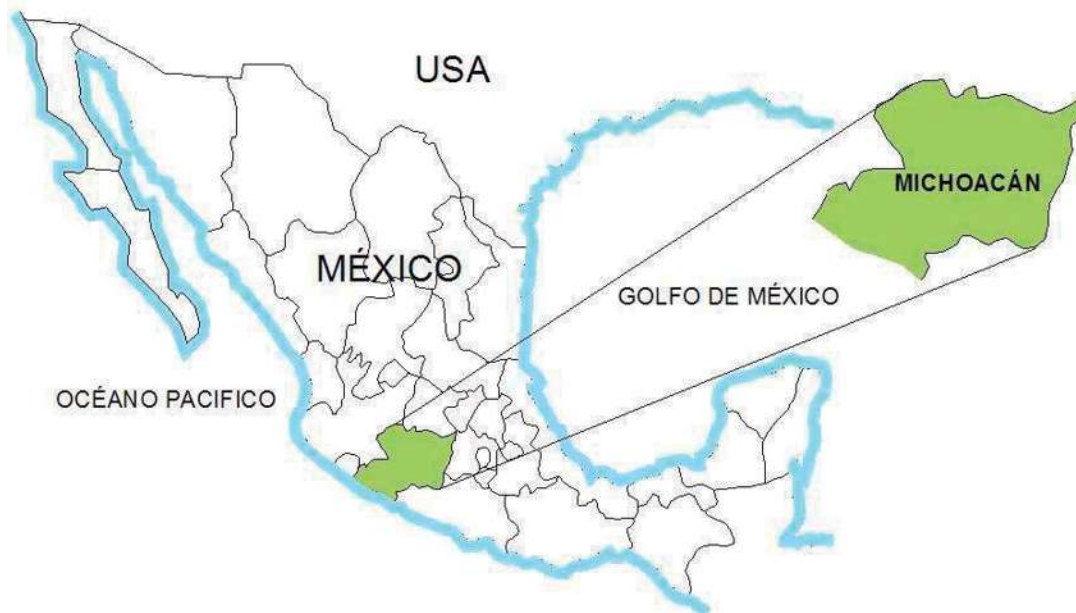 USA
MICHOACÁN
MÉXICO
GOLFO DE MÉXICO
OCÉANO PACIFICO